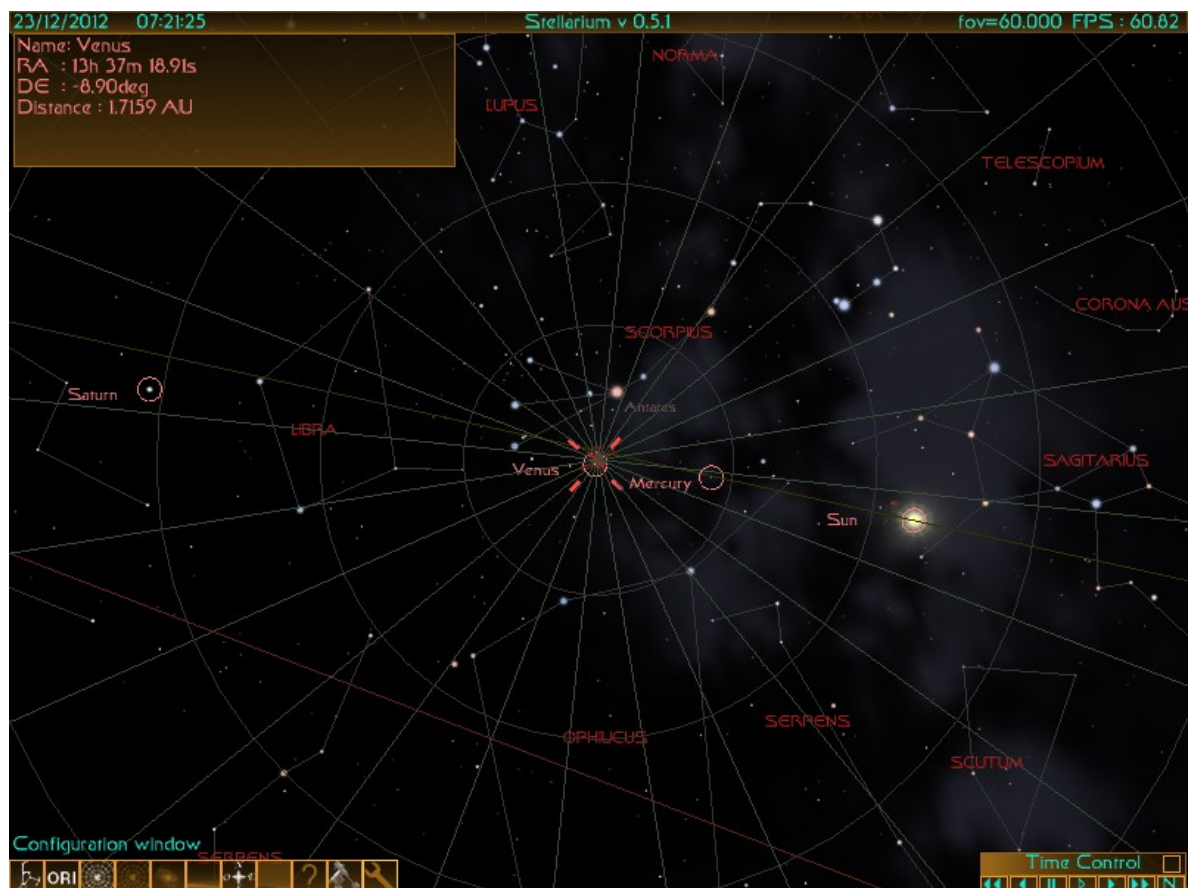 23/12/2012 07:21:25 Stellarium v 0.5.1 fov=60.000 FPS : 60.82
Name: Venus
RA : 13h 37m 18.91s
DE : -8.90deg
Distance : 1.7159 AU
NORMA
LUPUS
TELESCOPIUM
CORONA AUS
SCORPIUS
Saturn
Antares
LIBRA
Venus
Mercury
SAGITARIUS
Sun
SERPENS
OPHIUCUS
SCUTUM
Configuration window
SERPENS
ORI
?
Time Control
N